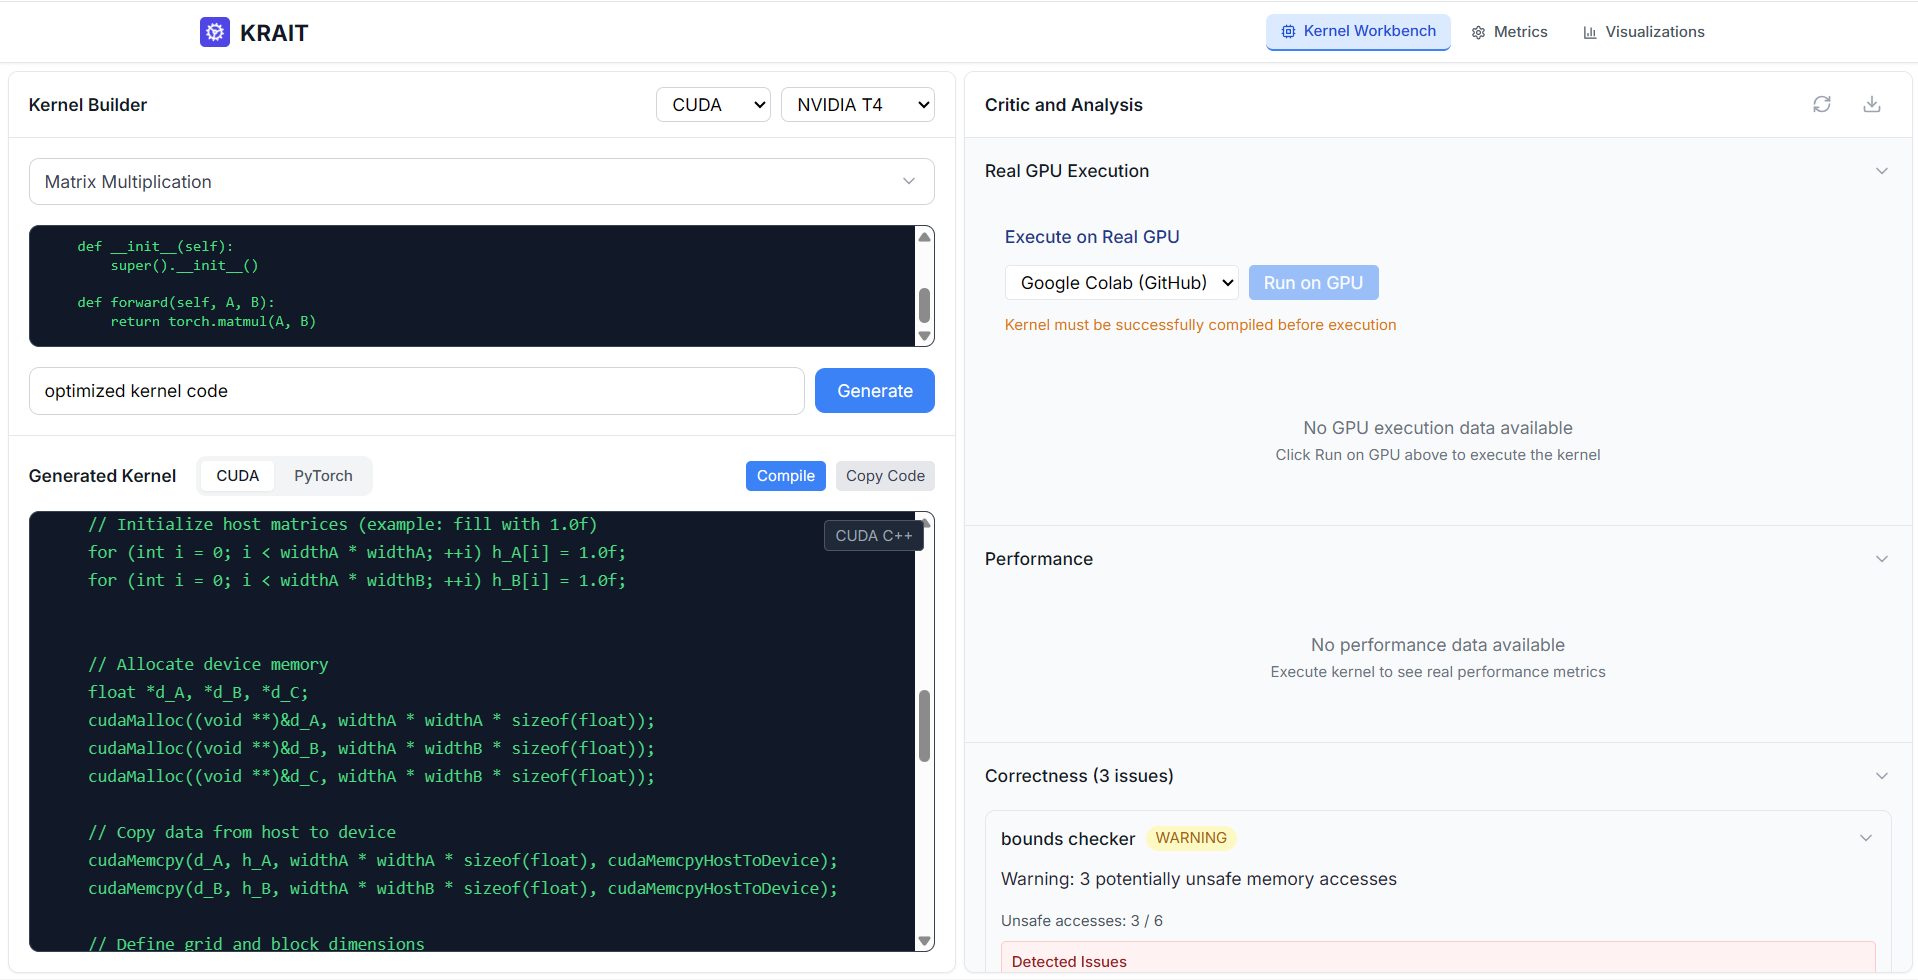 KRAIT
Kernel Workbench
Metrics
Visualizations
Kernel Builder
CUDA
NVIDIA T4
Matrix Multiplication
def __init__(self):
super().__init__()
def forward(self, A, B):
return torch.matmul(A, B)
optimized kernel code
Generate
Generated Kernel
CUDA
PyTorch
Compile
Copy Code
CUDA C++
// Initialize host matrices (example: fill with 1.0f)
for (int i = 0; i < widthA * widthA; ++i) h_A[i] = 1.0f;
for (int i = 0; i < widthA * widthB; ++i) h_B[i] = 1.0f;
// Allocate device memory
float *d_A, *d_B, *d_C;
cudaMalloc((void **)&d_A, widthA * widthA * sizeof(float));
cudaMalloc((void **)&d_B, widthA * widthB * sizeof(float));
cudaMalloc((void **)&d_C, widthA * widthB * sizeof(float));
// Copy data from host to device
cudaMemcpy(d_A, h_A, widthA * widthA * sizeof(float), cudaMemcpyHostToDevice);
cudaMemcpy(d_B, h_B, widthA * widthB * sizeof(float), cudaMemcpyHostToDevice);
// Define grid and block dimensions
Critic and Analysis
Real GPU Execution
Execute on Real GPU
Google Colab (GitHub)
Run on GPU
Kernel must be successfully compiled before execution
No GPU execution data available
Click Run on GPU above to execute the kernel
Performance
No performance data available
Execute kernel to see real performance metrics
Correctness (3 issues)
bounds checker
WARNING
Warning: 3 potentially unsafe memory accesses
Unsafe accesses: 3 / 6
Detected Issues